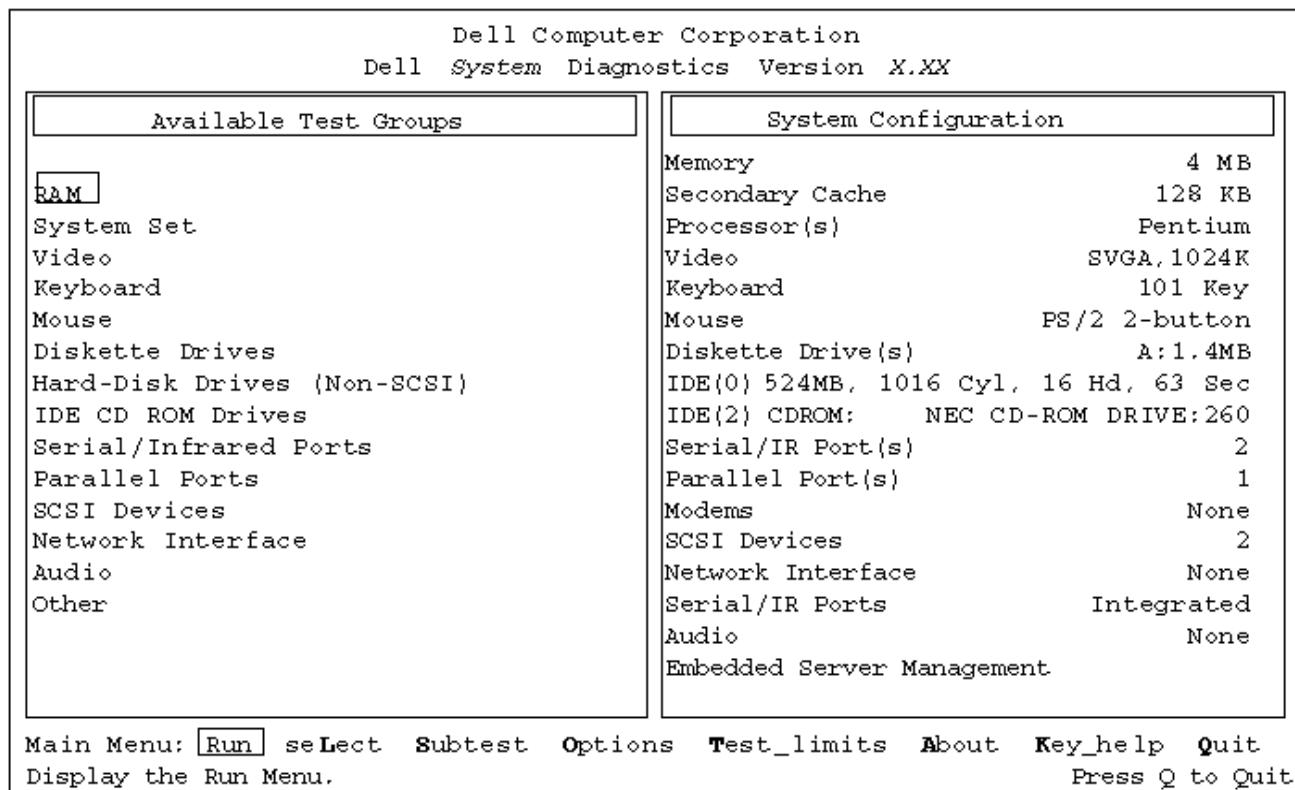 Dell Computer Corporation
Dell System Diagnostics Version X.XX
Available Test Groups
RAM
System Set
Video
Keyboard
Mouse
Diskette Drives
Hard-Disk Drives (Non-SCSI)
IDE CD ROM Drives
Serial/Infrared Ports
Parallel Ports
SCSI Devices
Network Interface
Audio
Other
System Configuration
Memory 4 MB
Secondary Cache 128 KB
Processor(s) Pentium
Video SVGA,1024K
Keyboard 101 Key
Mouse PS/2 2-button
Diskette Drive(s) A:1.4MB
IDE(0) 524MB, 1016 Cyl, 16 Hd, 63 Sec
IDE(2) CDROM: NEC CD-ROM DRIVE:260
Serial/IR Port(s) 2
Parallel Port(s) 1
Modems None
SCSI Devices 2
Network Interface None
Serial/IR Ports Integrated
Audio None
Embedded Server Management
Main Menu: Run seLect Subtest Options Test_limits About Key_help Quit
Display the Run Menu. Press Q to Quit